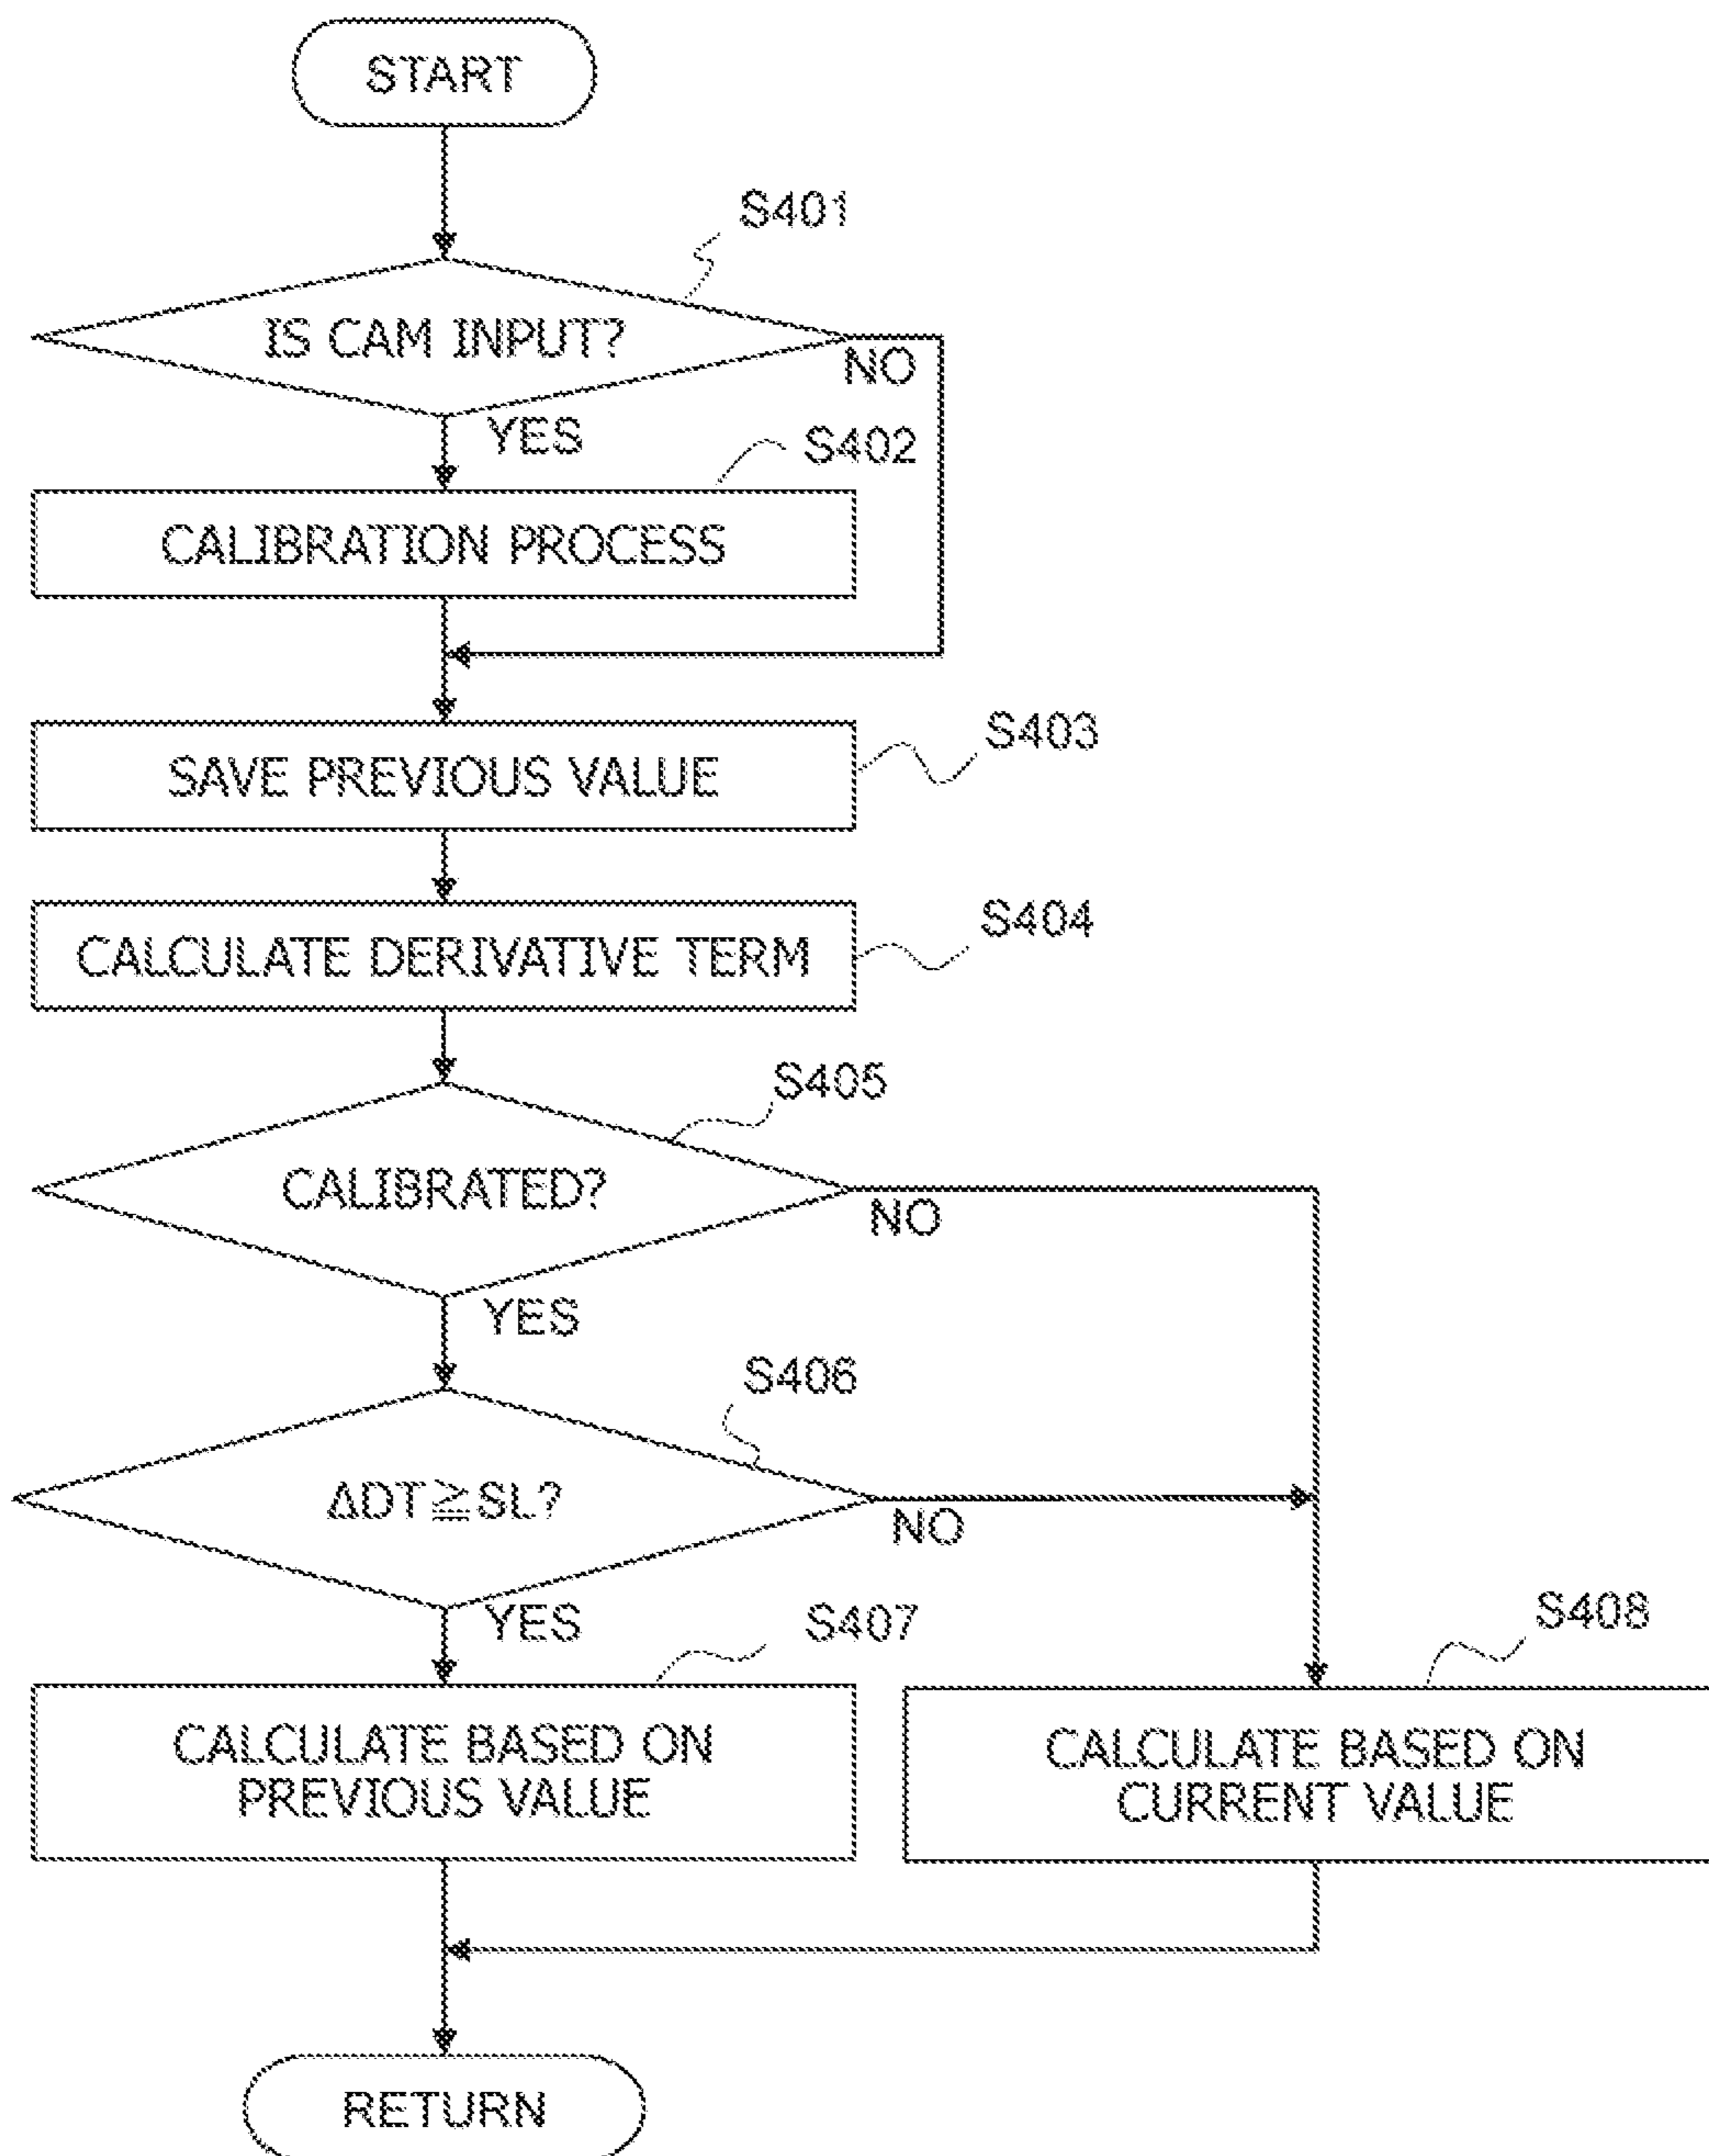 START
S401
IS CAM INPUT?
NO
YES
S402
CALIBRATION PROCESS
S403
SAVE PREVIOUS VALUE
S404
CALCULATE DERIVATIVE TERM
S405
CALIBRATED?
NO
YES
S406
ΔDT≧SL?
NO
YES
S407
S408
CALCULATE BASED ON
PREVIOUS VALUE
CALCULATE BASED ON
CURRENT VALUE
RETURN